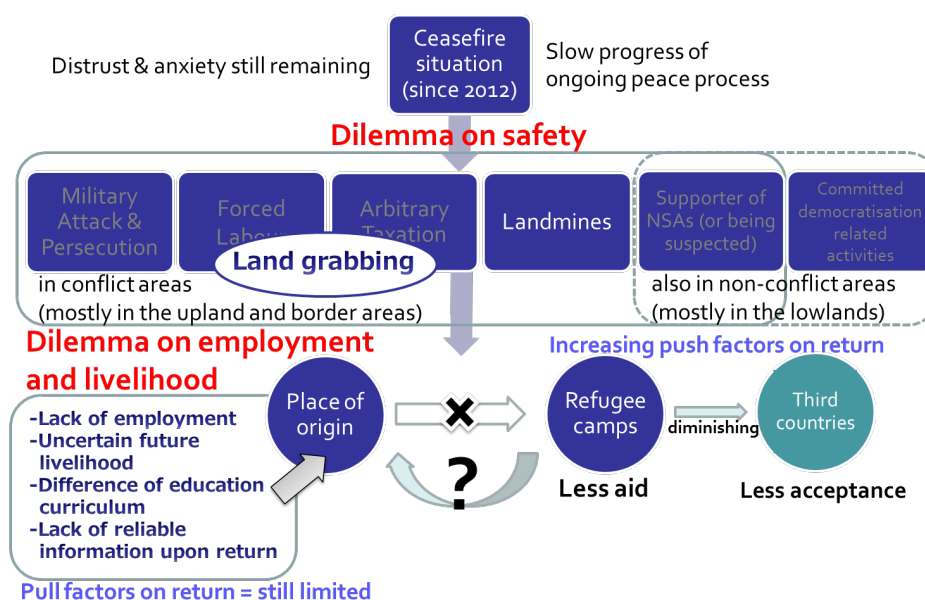 Distrust & anxiety still remaining
Ceasefire
situation
(since 2012)
Slow progress of
ongoing peace process
Dilemma on safety
Military
Attack &
Persecution
Forced
Labour
Arbitrary
Taxation
Landmines
Supporter of
NSAs (or being
suspected)
Committed
democratisation
related
activities
Land grabbing
in conflict areas
(mostly in the upland and border areas)
also in non-conflict areas
(mostly in the lowlands)
Dilemma on employment
and livelihood
Increasing push factors on return
-Lack of employment
-Uncertain future
livelihood
-Difference of education
curriculum
-Lack of reliable
information upon return
Place of
origin
×
?
Refugee
camps
diminishing
Third
countries
Less aid
Less acceptance
Pull factors on return = still limited